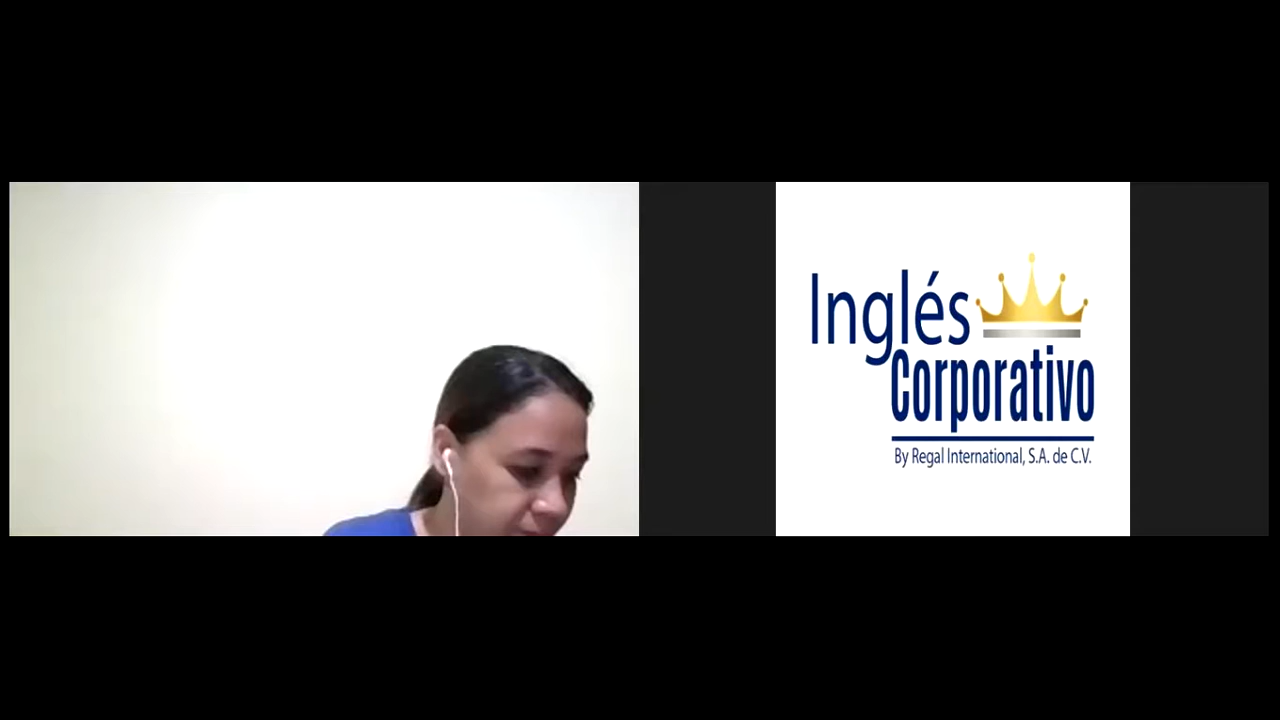 Inglés
Corporativo
By Regal International, S.A. de C.V.